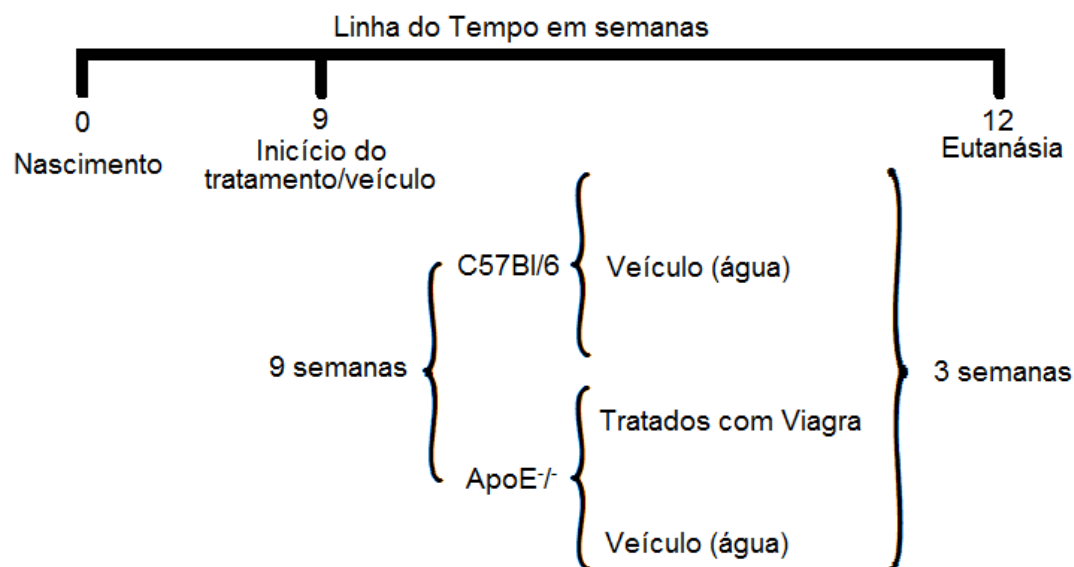 Linha do Tempo em semanas
0
9
12
Nascimento
Inicício do
tratamento/veículo
Eutanásia
C57Bl/6
Veículo (água)
9 semanas
3 semanas
Tratados com Viagra
ApoE-/-
Veículo (água)